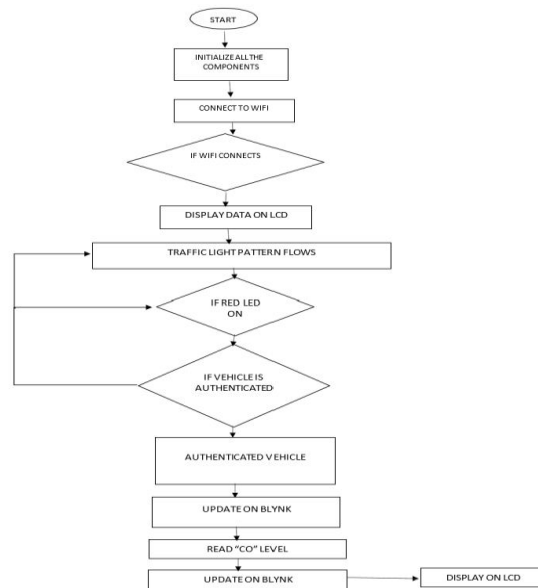 START
INITIALIZE ALL THE
COMPONENTS
CONNECT TO WIFI
IF WIFI CONNECTS
DISPLAY DATA ON LCD
TRAFFIC LIGHT PATTERN FLOWS
IF RED LED
ON
IF VEHICLE IS
AUTHENTICATED
AUTHENTICATED VEHICLE
UPDATE ON BLYNK
READ “CO” LEVEL
UPDATE ON BLYNK
DISPLAY ON LCD